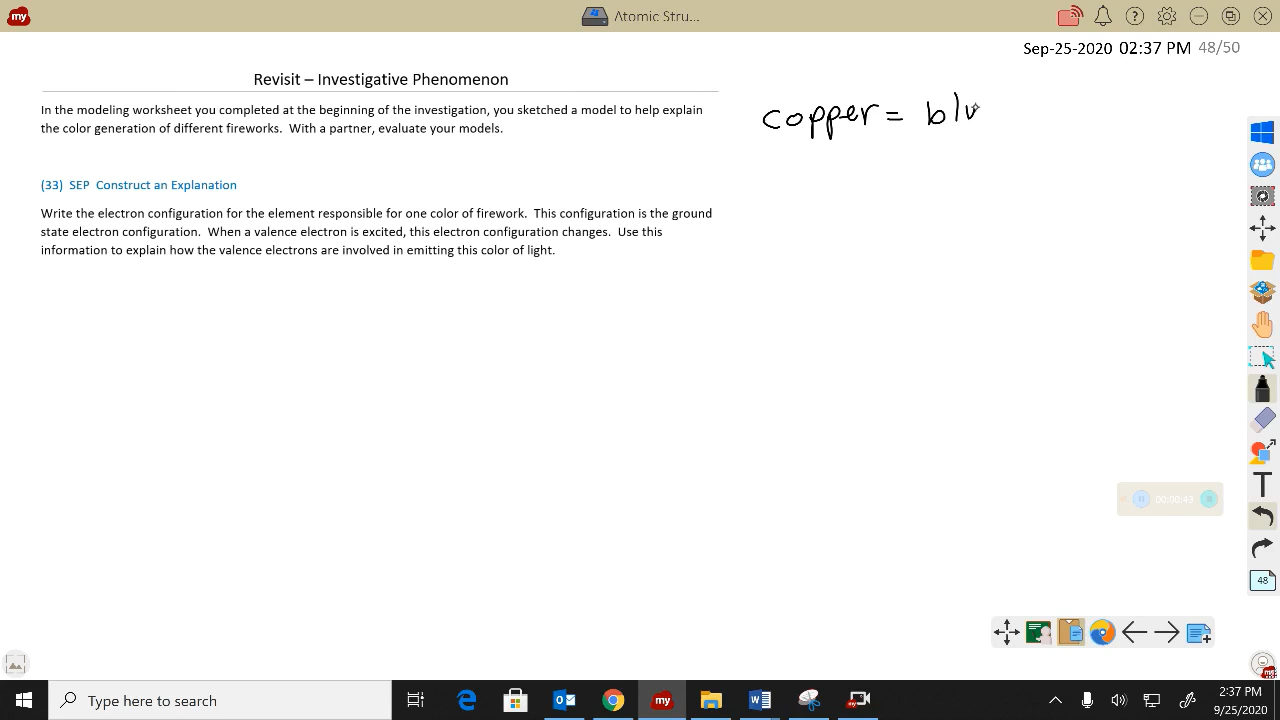 my
Atomic Stru...
Sep-25-2020 02:37 PM 48/50
Revisit – Investigative Phenomenon
In the modeling worksheet you completed at the beginning of the investigation, you sketched a model to help explain
the color generation of different fireworks. With a partner, evaluate your models.
copper = blu
(33) SEP Construct an Explanation
Write the electron configuration for the element responsible for one color of firework. This configuration is the ground
state electron configuration. When a valence electron is excited, this electron configuration changes. Use this
information to explain how the valence electrons are involved in emitting this color of light.
00:00:43
T
48
Type here to search
my
2:37 PM
9/25/2020